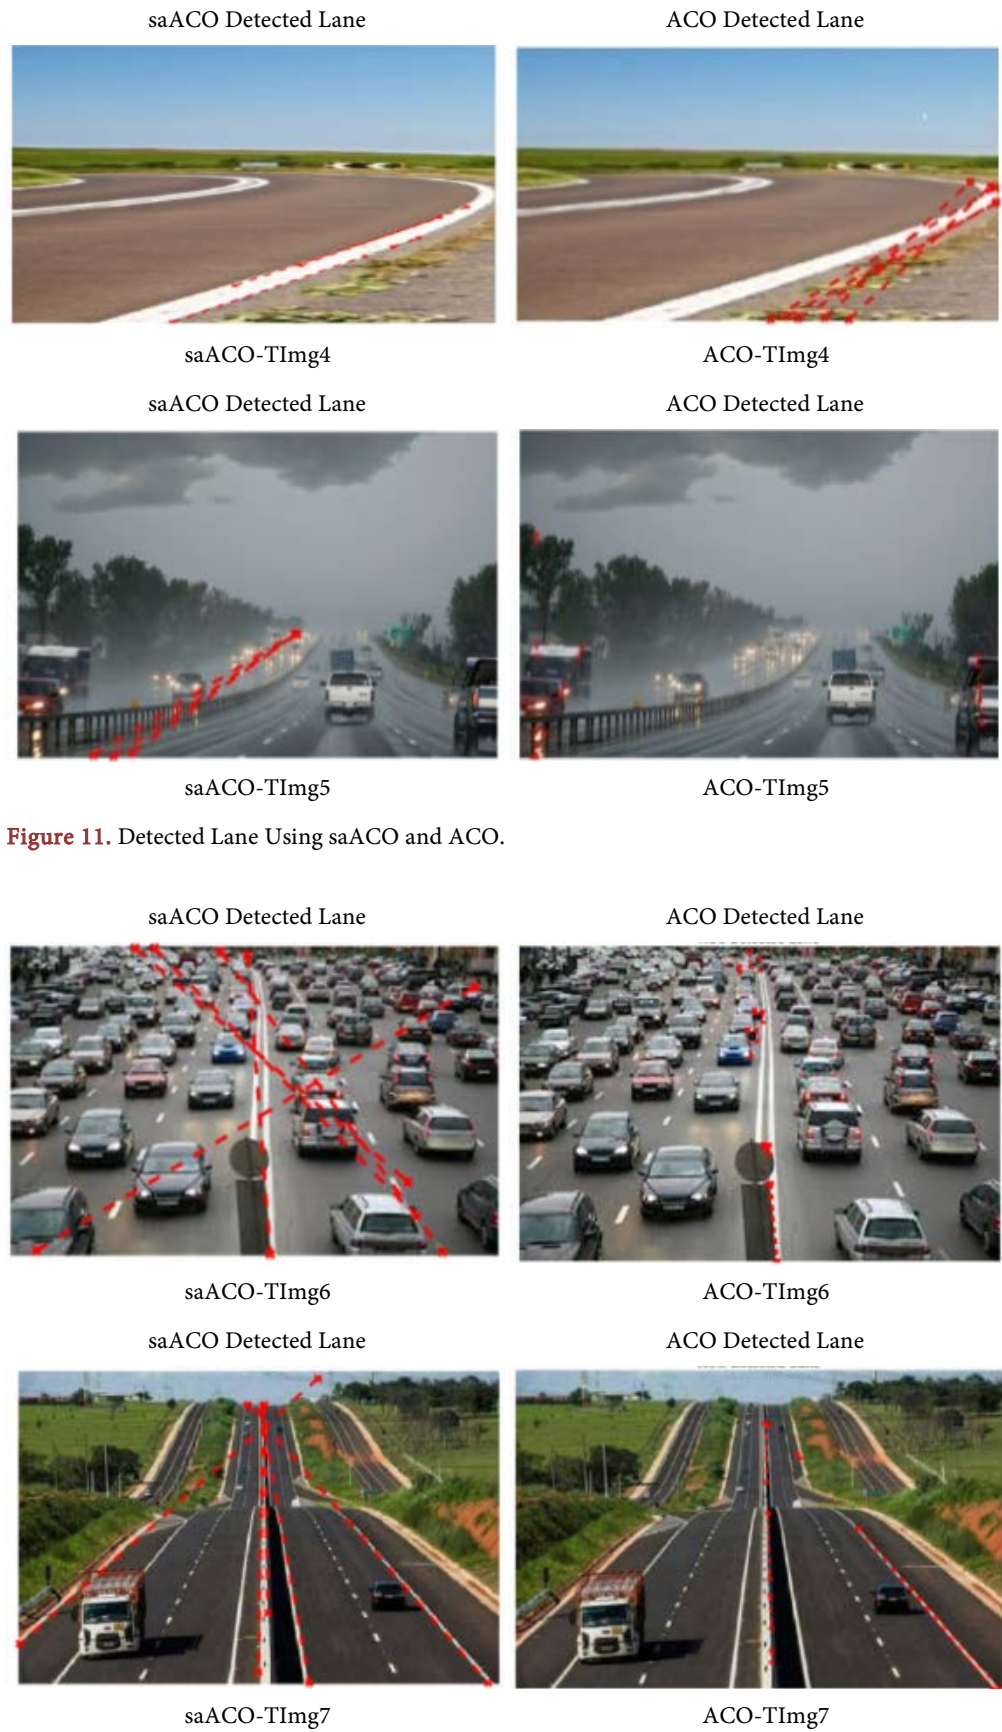 saACO Detected Lane ACO Detected Lane
saACO-TImg4 ACO-TImg4
saACO Detected Lane ACO Detected Lane
saACO-TImg5 ACO-TImg5
Figure 11. Detected Lane Using saACO and ACO.
saACO Detected Lane ACO Detected Lane
saACO-TImg6 ACO-TImg6
saACO Detected Lane ACO Detected Lane
saACO-TImg7 ACO-TImg7